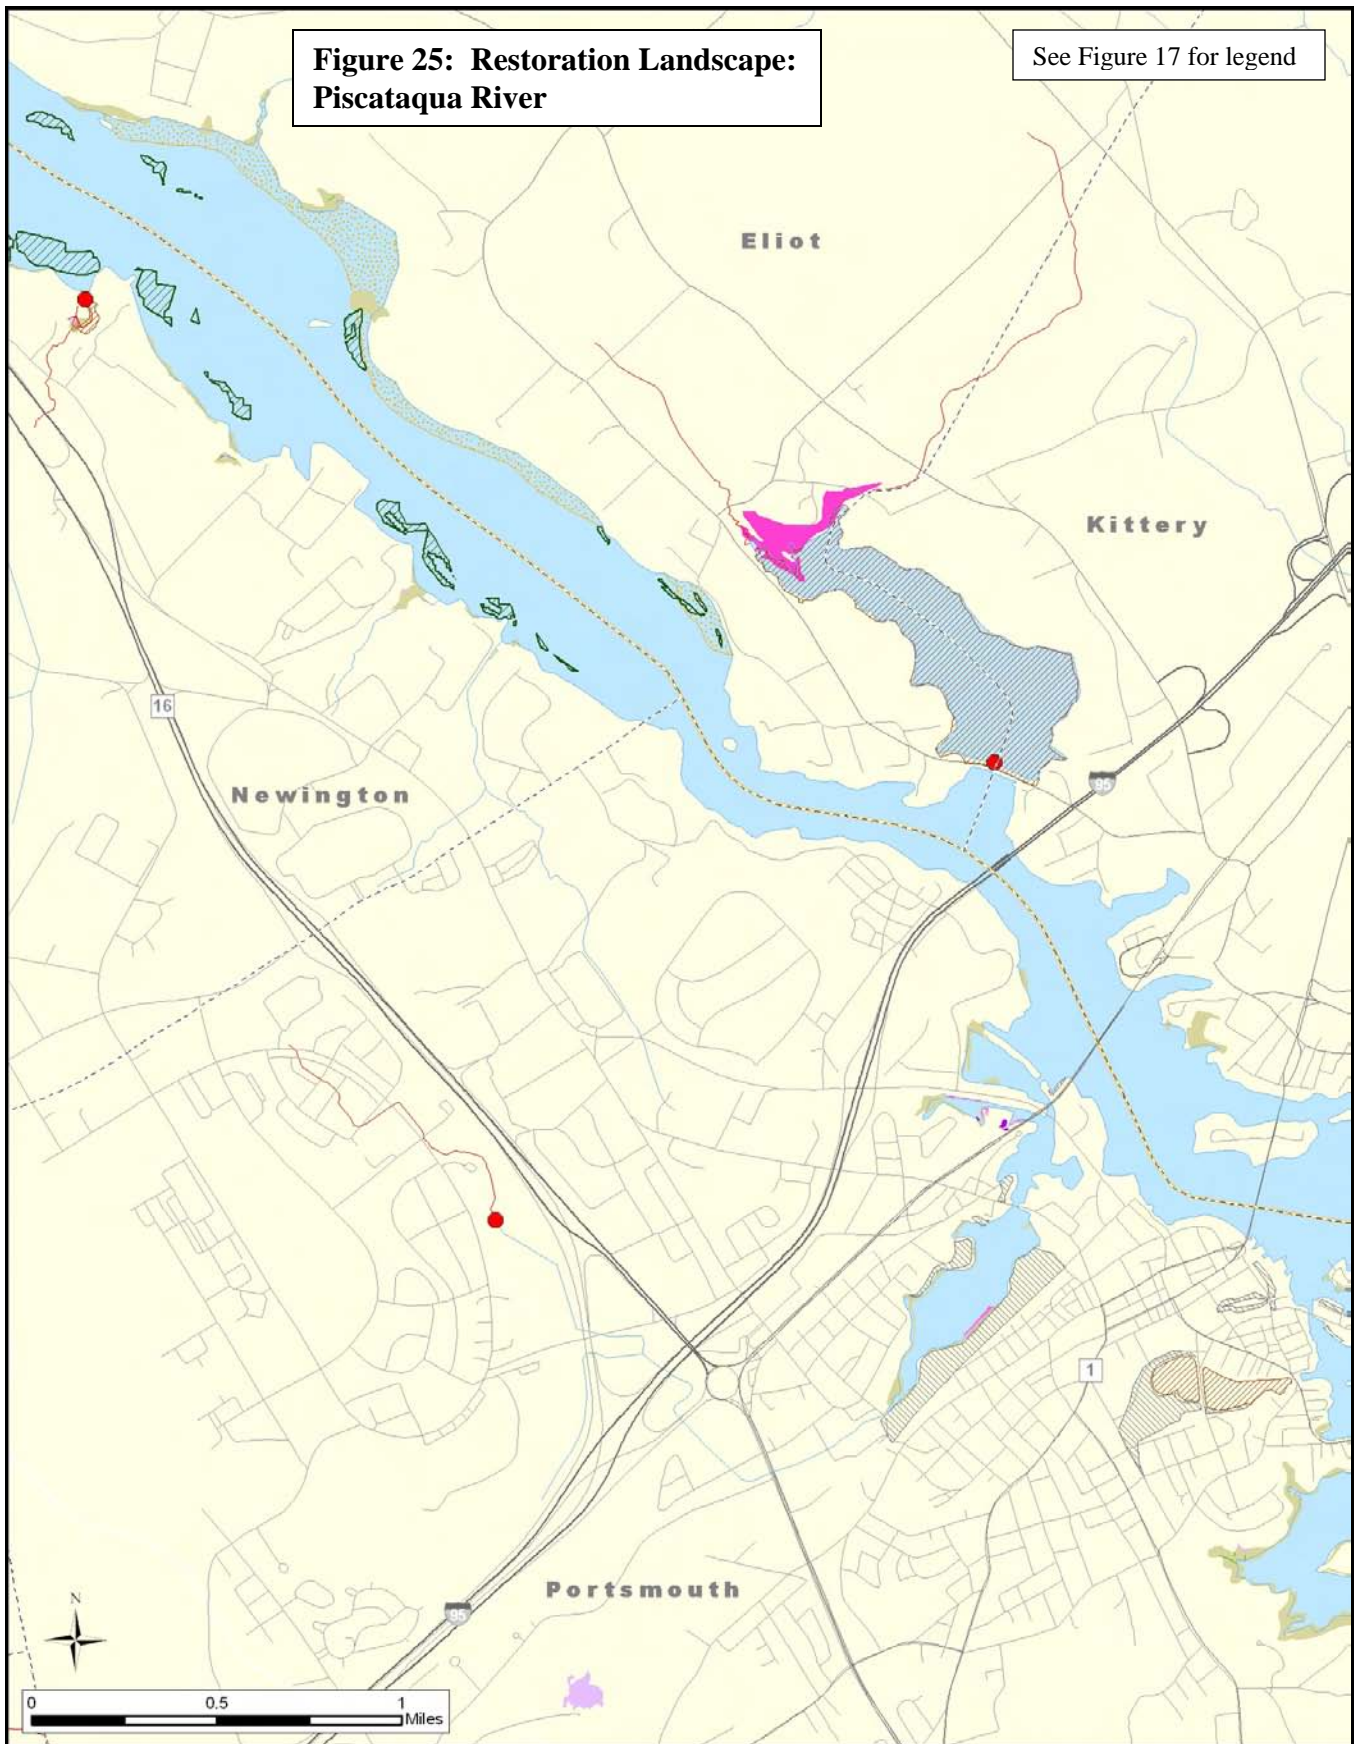 Figure 25: Restoration Landscape:
Piscataqua River
See Figure 17 for legend
Eliot
Kittery
16
Newington
95
1
Portsmouth
N
95
0 0.5 1
Miles